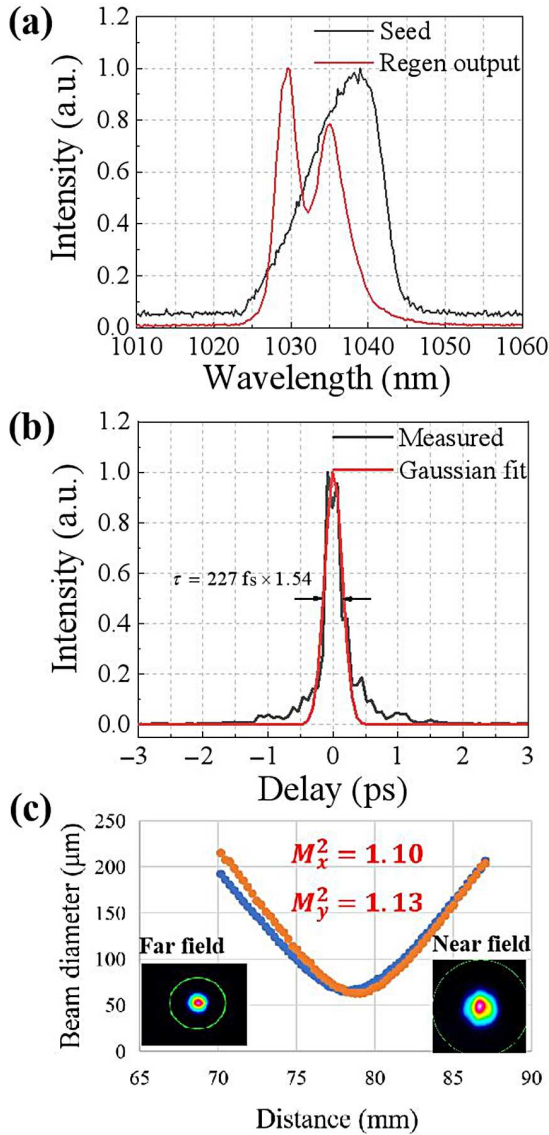 (a)
Seed
Regen output
Intensity (a.u.)
1.2
1.0
0.8
0.6
0.4
0.2
0.0
1010 1020 1030 1040 1050 1060
Wavelength (nm)
(b)
Measured
Gaussian fit
Intensity (a.u.)
1.2
1.0
0.8
0.6
0.4
0.2
0.0
τ = 227 fs × 1.54
−3 −2 −1 0 1 2 3
Delay (ps)
(c)
Beam diameter (μm)
250
200
150
100
50
0
M_x^2 = 1.10
M_y^2 = 1.13
Far field
Near field
65 70 75 80 85 90
Distance (mm)